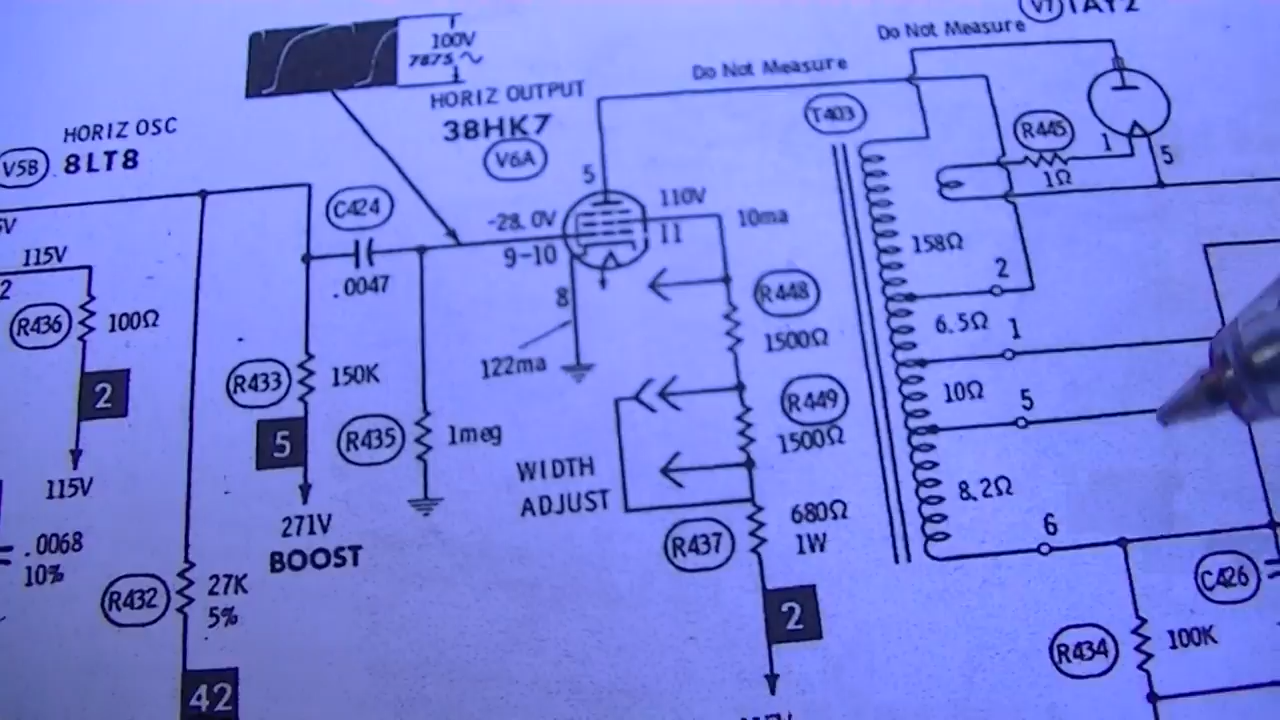 V7 1AY2
100V
7875
HORIZ OUTPUT
38HK7
V6A
Do Not Measure
Do Not Measure
HORIZ OSC
V5B 8LT8
T403
R445
1
5
1Ω
C424
.0047
5
-28.0V
9-10
110V
11
10ma
8
122ma
115V
2
R436
100Ω
2
115V
R433
150K
5
271V
BOOST
R435
1meg
R448
1500Ω
R449
1500Ω
WIDTH
ADJUST
R437
680Ω
1W
2
158Ω
2
6.5Ω
1
10Ω
5
8.2Ω
6
.0068
10%
R432
27K
5%
42
C426
R434
100K